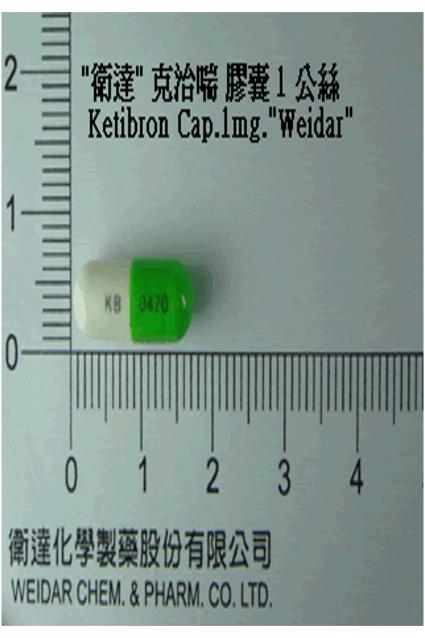 "衛達" 克治喘 膠囊 1 公絲
Ketibron Cap.1mg."Weidar"
2
1
KB 0470
0
0 1 2 3 4
衛達化學製藥股份有限公司
WEIDAR CHEM. & PHARM. CO. LTD.